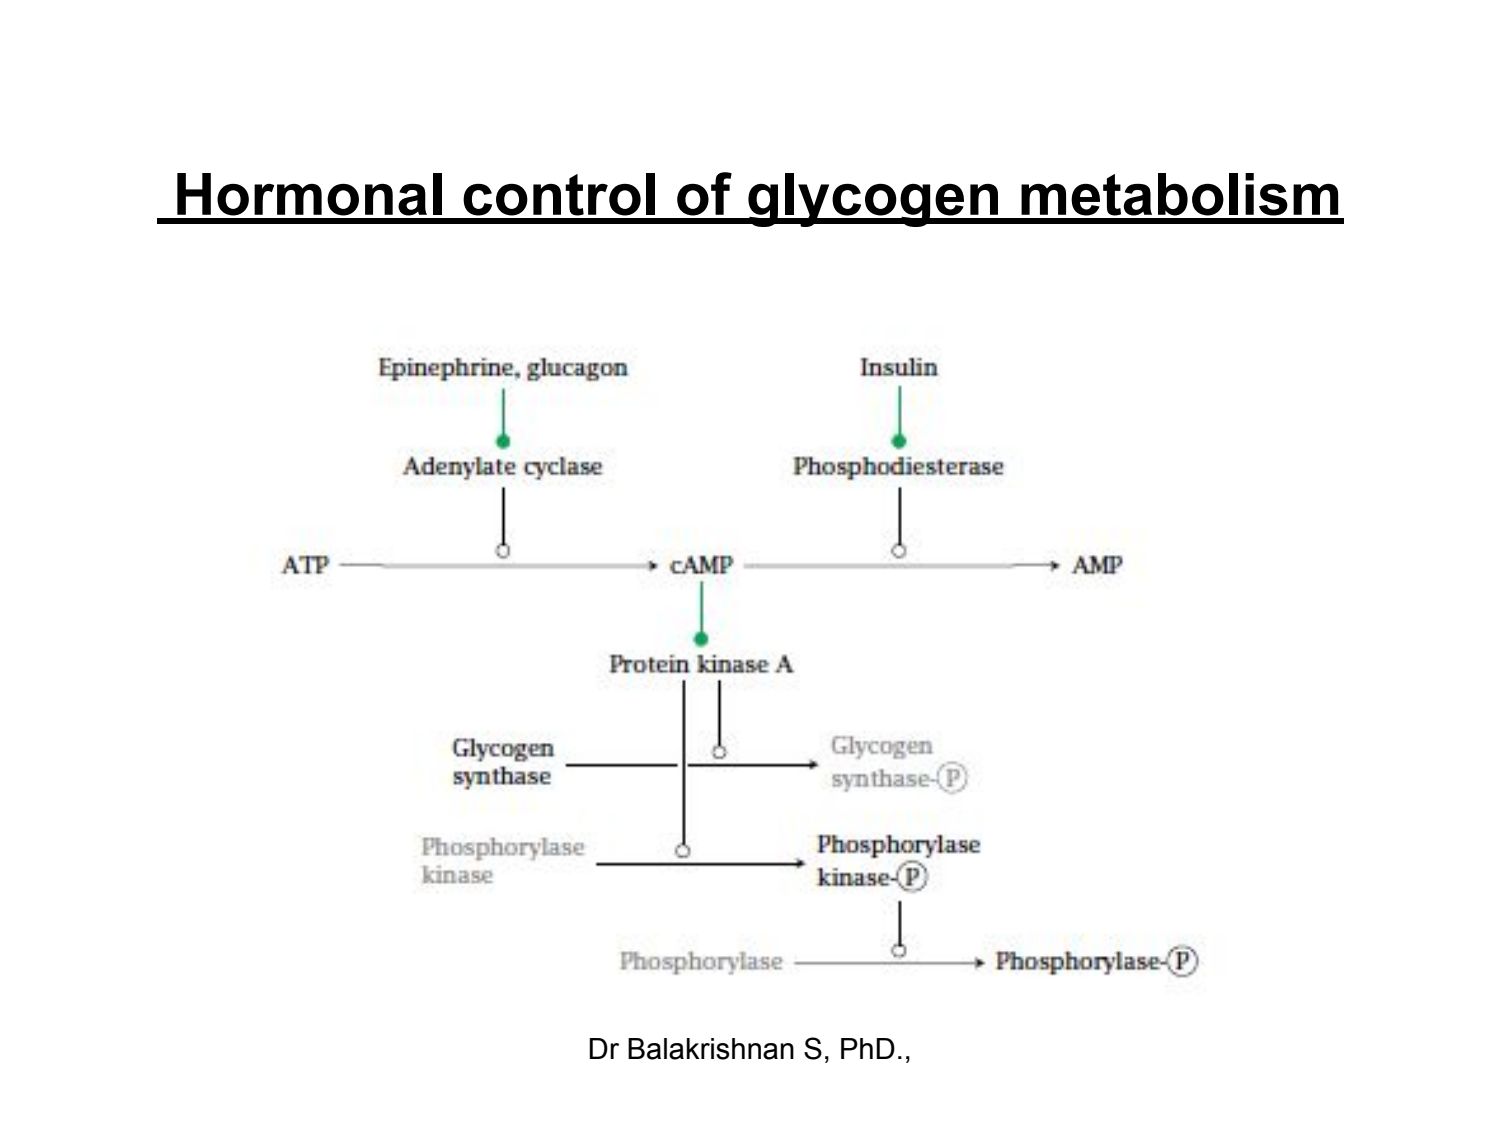 Hormonal control of glycogen metabolism
Epinephrine, glucagon
Insulin
Adenylate cyclase
Phosphodiesterase
ATP
cAMP
AMP
Protein kinase A
Glycogen
synthase
Glycogen
synthase-P
Phosphorylase
kinase
Phosphorylase
kinase-P
Phosphorylase
Phosphorylase-P
Dr Balakrishnan S, PhD.,